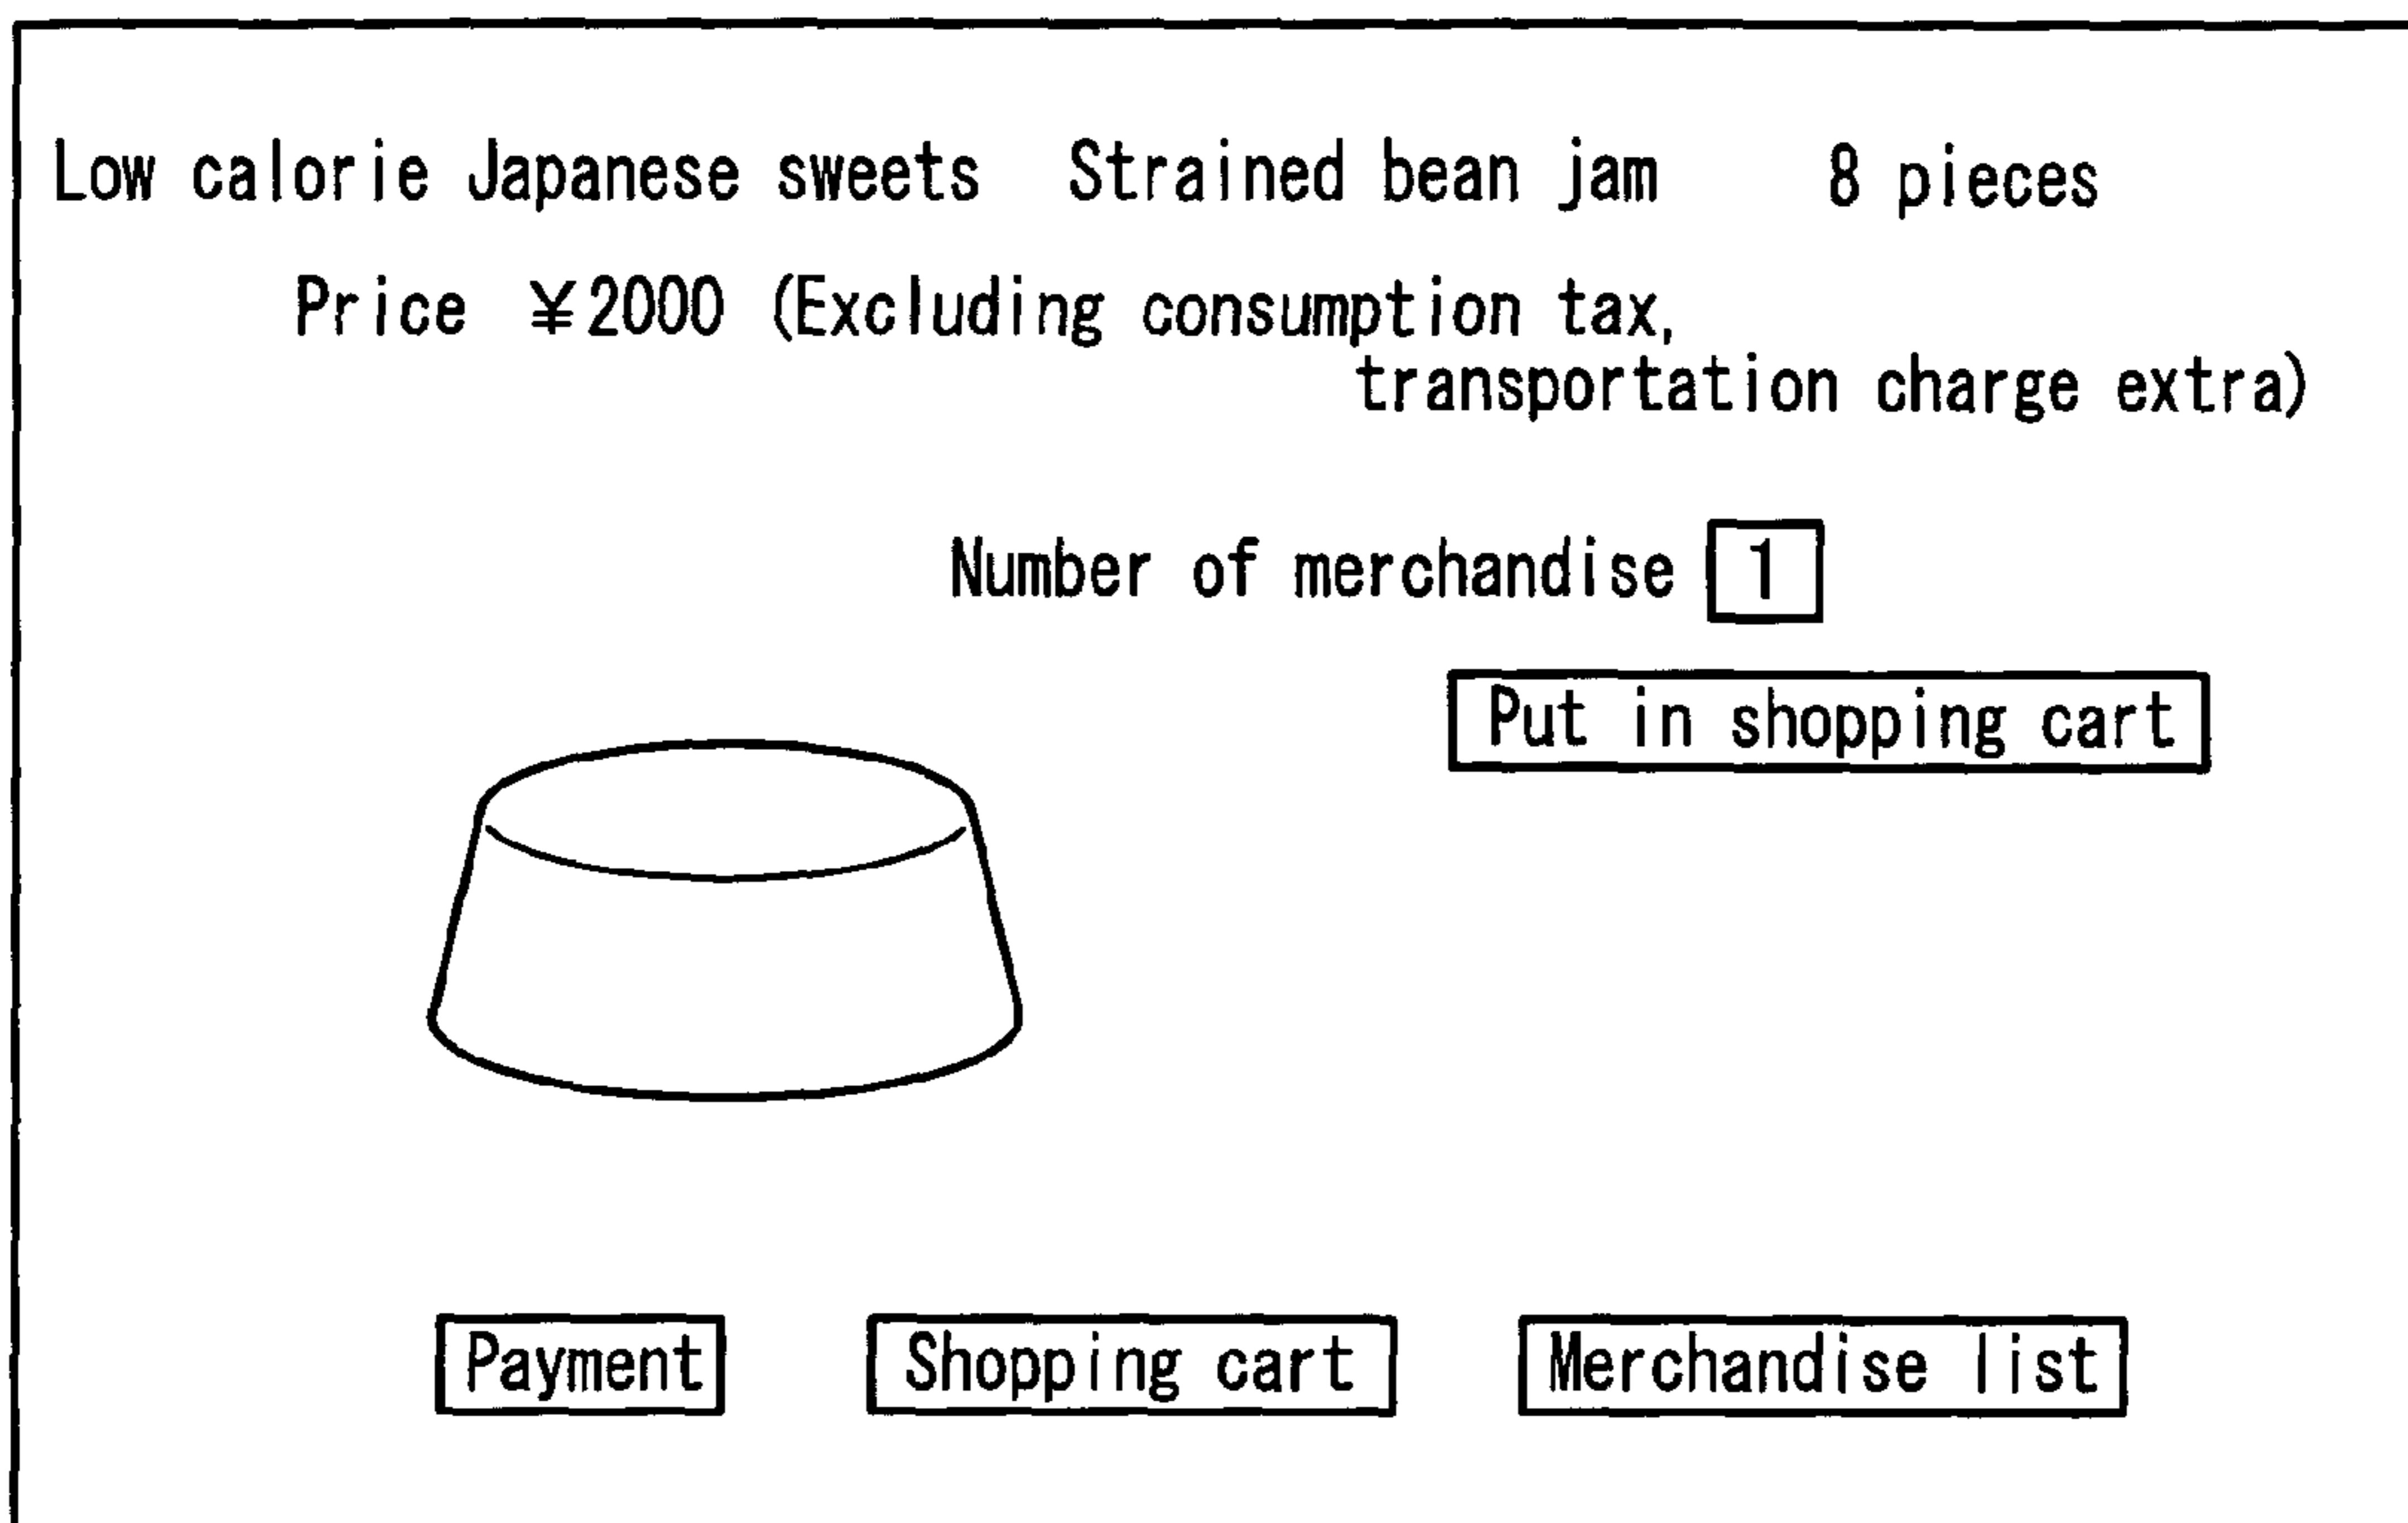 Low calorie Japanese sweets Strained bean jam 8 pieces
Price ¥2000 (Excluding consumption tax,
transportation charge extra)
Number of merchandise 1
Put in shopping cart
Payment Shopping cart Merchandise list